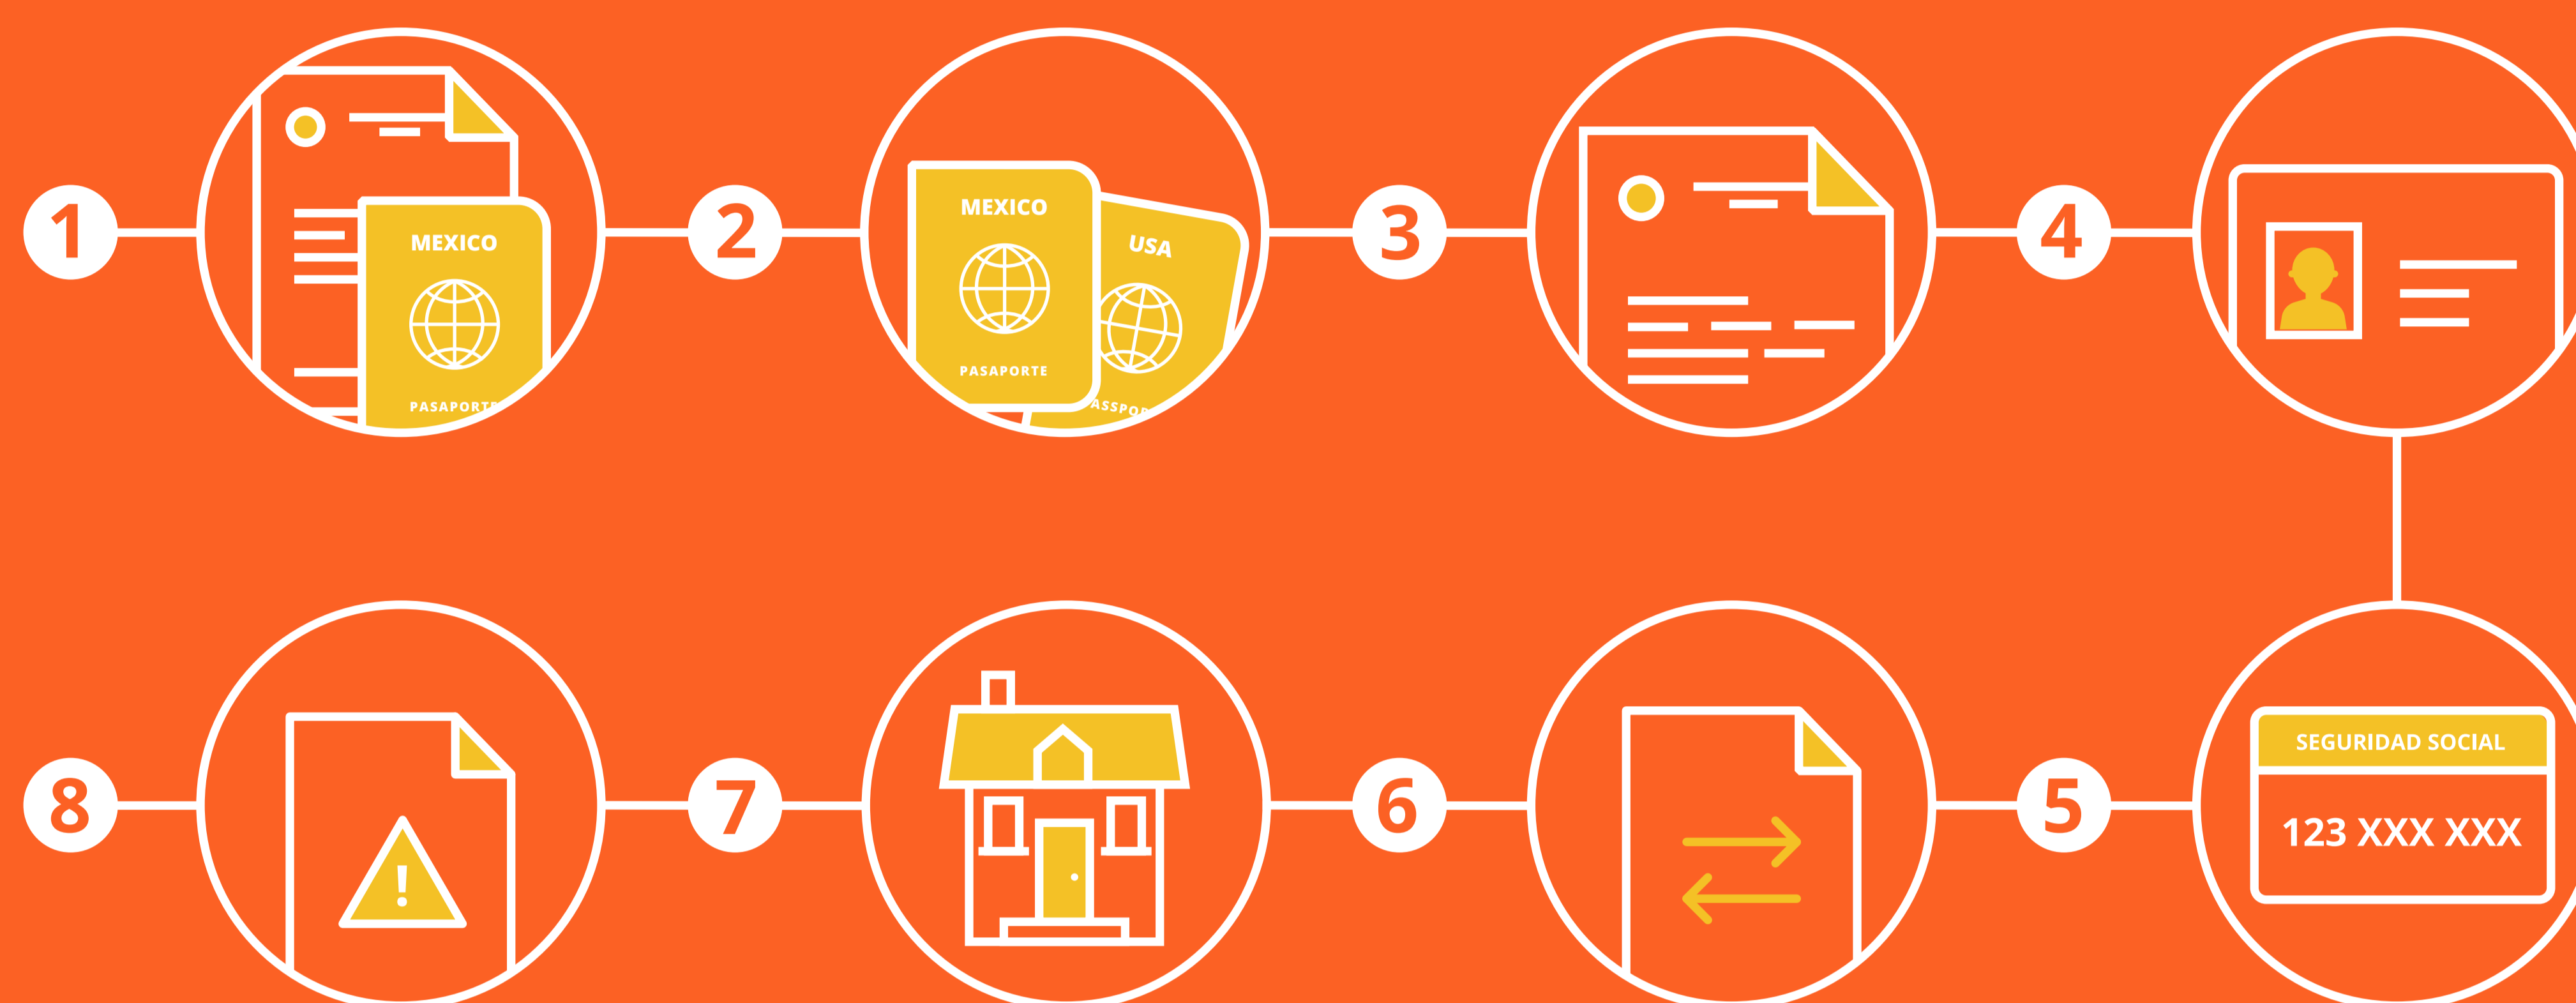 1
MEXICO
PASAPORTE
2
MEXICO
PASAPORTE
USA
3
4
8
!
7
6
5
SEGURIDAD SOCIAL
123 XXX XXX